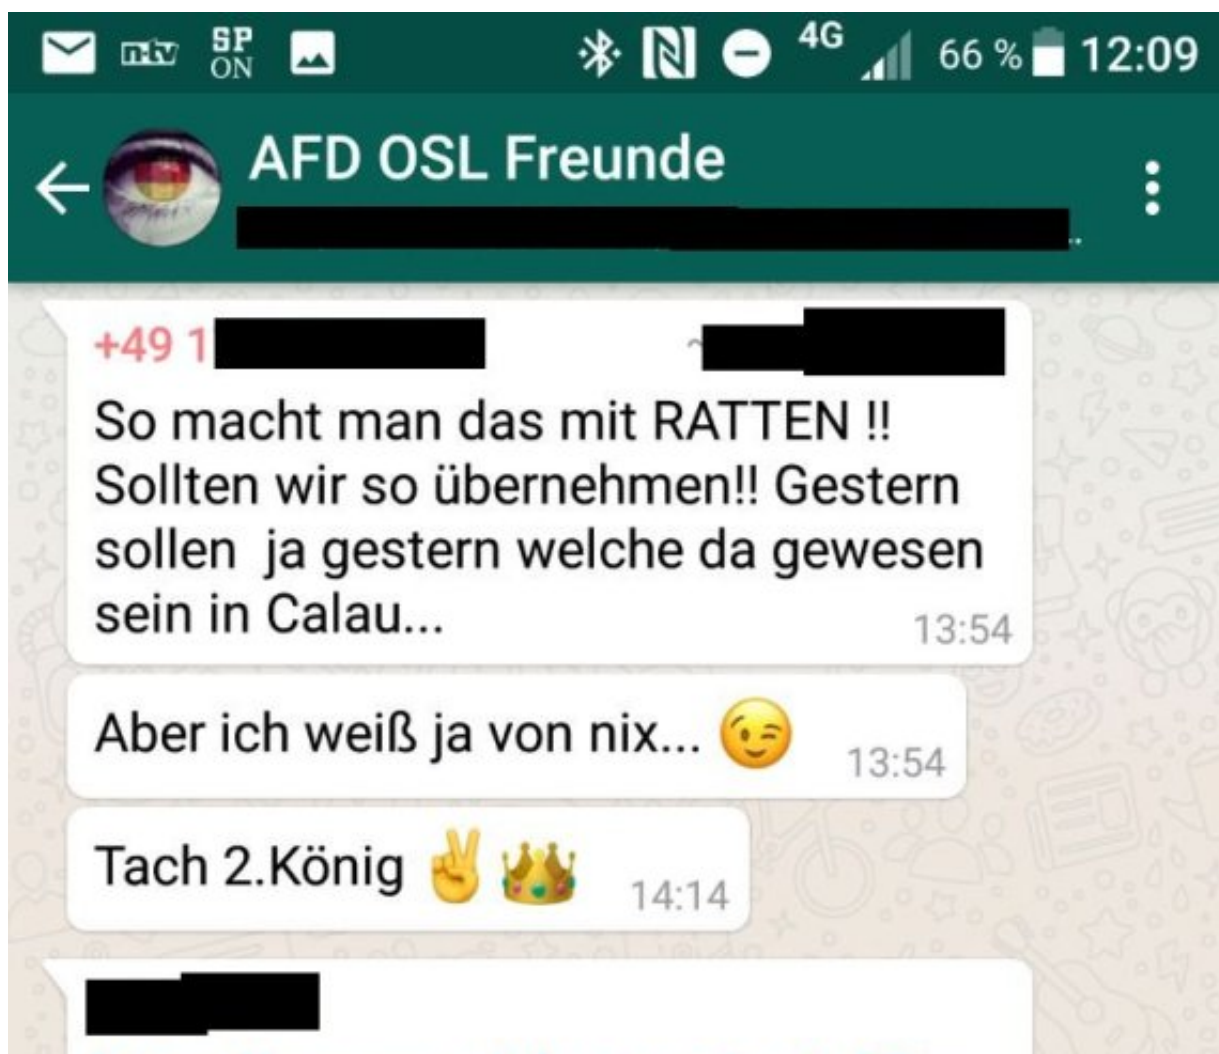 n-tv SP
ON 4G 66 % 12:09
AFD OSL Freunde
..
+49 1 ~
So macht man das mit RATTEN !!
Sollten wir so übernehmen!! Gestern
sollen ja gestern welche da gewesen
sein in Calau...
13:54
Aber ich weiß ja von nix... 😉
13:54
Tach 2.König ✌👑
14:14